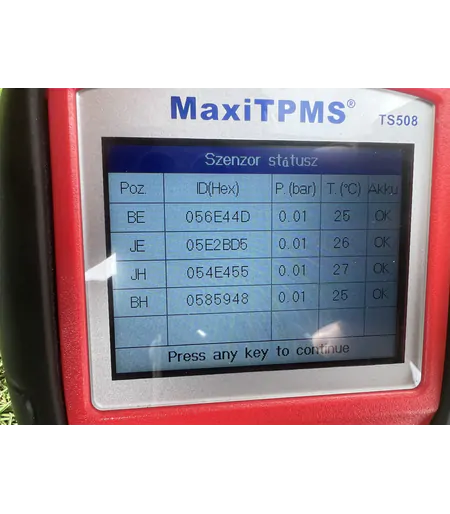 MaxiTPMS®
TS508
Szenzor státusz
Poz. ID(Hex) P.(bar) T.(°C) Akku.
BE 056E44D 0.01 25 OK
JE 05E2BD5 0.01 26 OK
JH 054E455 0.01 27 OK
BH 0585948 0.01 25 OK
Press any key to continue